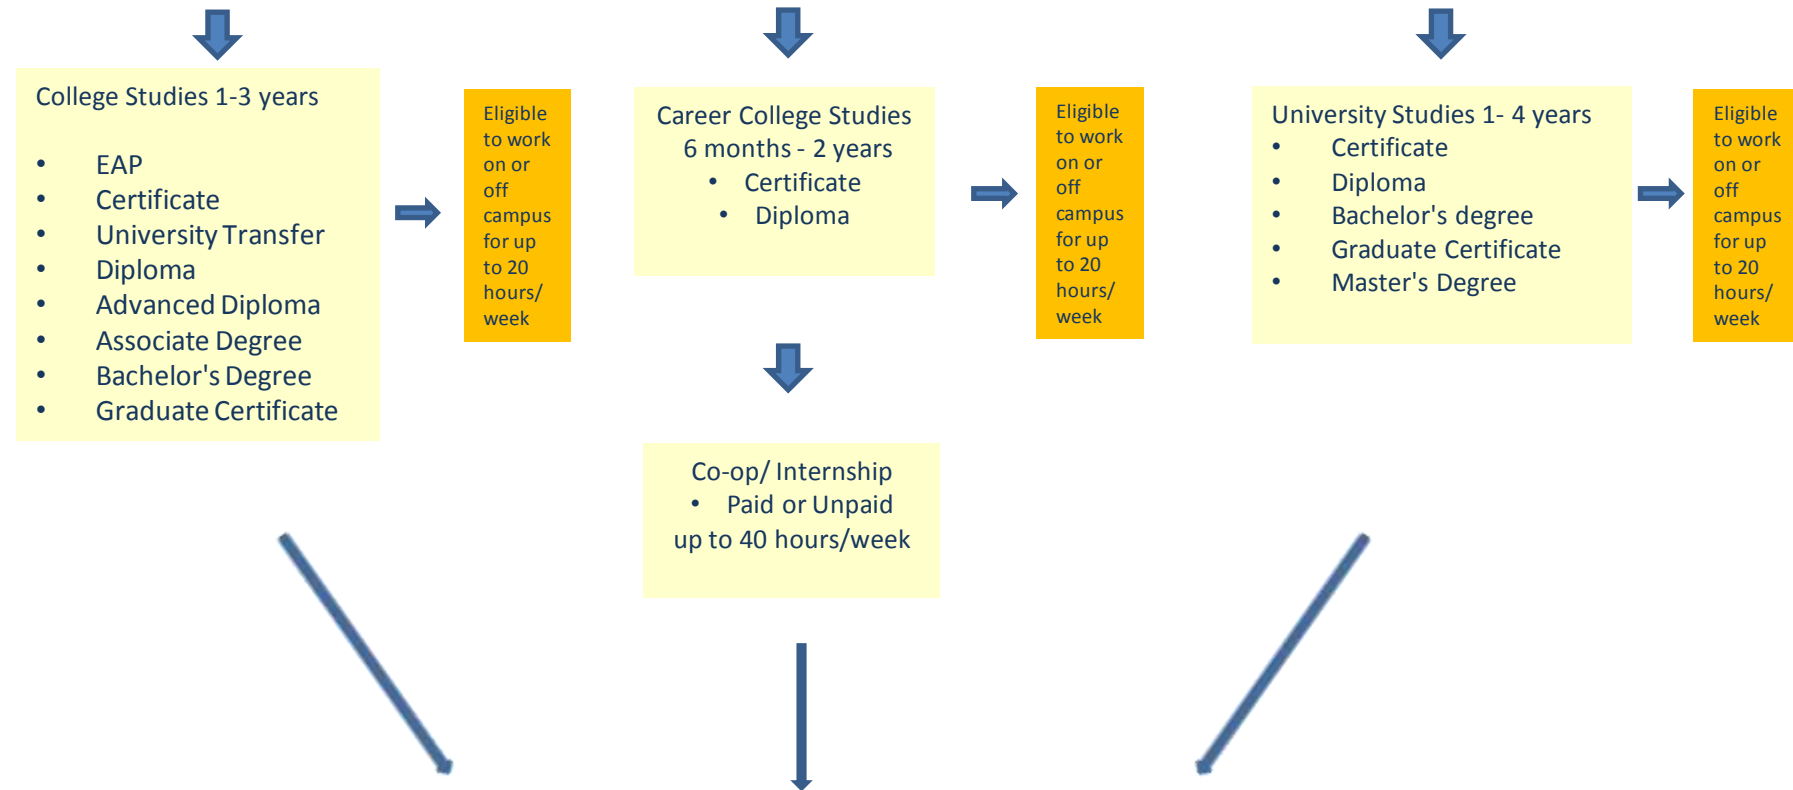 College Studies 1-3 years
• EAP
• Certificate
• University Transfer
• Diploma
• Advanced Diploma
• Associate Degree
• Bachelor's Degree
• Graduate Certificate
Eligible
to work
on or
off
campus
for up
to 20
hours/
week
Career College Studies
6 months - 2 years
• Certificate
• Diploma
Eligible
to work
on or
off
campus
for up
to 20
hours/
week
Co-op/ Internship
• Paid or Unpaid
up to 40 hours/week
University Studies 1- 4 years
• Certificate
• Diploma
• Bachelor's degree
• Graduate Certificate
• Master's Degree
Eligible
to work
on or
off
campus
for up
to 20
hours/
week